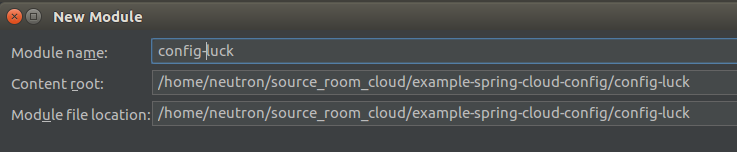 New Module
Module name: config-luck
Content root: /home/neutron/source_room_cloud/example-spring-cloud-config/config-luck
Module file location: /home/neutron/source_room_cloud/example-spring-cloud-config/config-luck